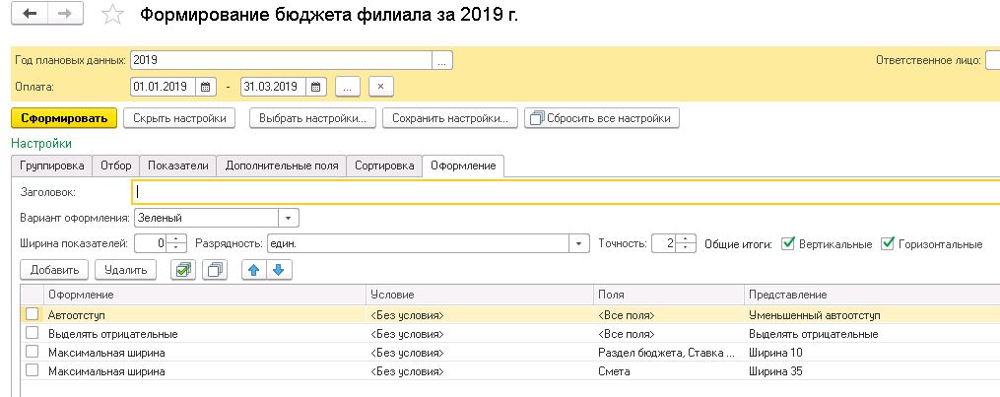 Формирование бюджета филиала за 2019 г.
Год плановых данных: 2019 ... Ответственное лицо:
Оплата: 01.01.2019 - 31.03.2019 ... ×
Сформировать Скрыть настройки Выбрать настройки... Сохранить настройки... Сбросить все настройки
Настройки
Группировка Отбор Показатели Дополнительные поля Сортировка Оформление
Заголовок:
Вариант оформления: Зеленый
Ширина показателей: 0 Разрядность: един. Точность: 2 Общие итоги: Вертикальные Горизонтальные
Добавить Удалить
Оформление Условие Поля Представление
Автоотступ <Без условия> <Все поля> Уменьшенный автоотступ
Выделять отрицательные <Без условия> <Все поля> Выделять отрицательные
Максимальная ширина <Без условия> Раздел бюджета, Ставка ... Ширина 10
Максимальная ширина <Без условия> Смета Ширина 35